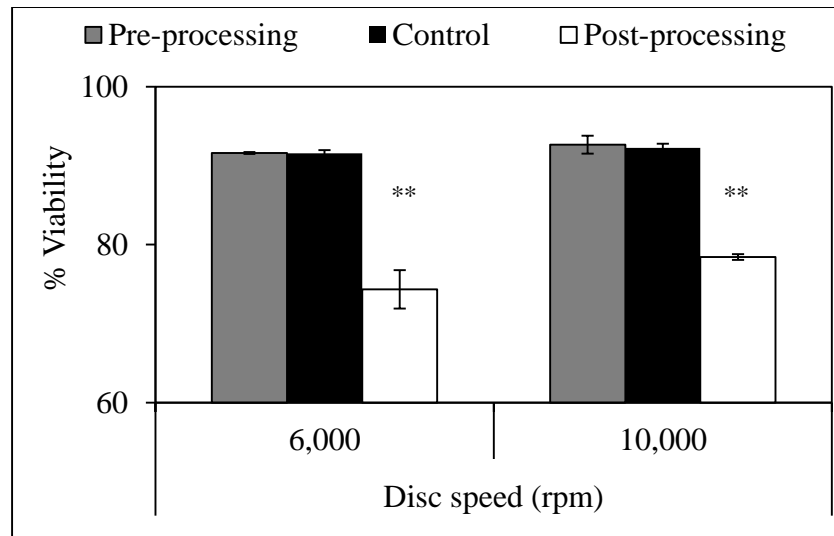 Pre-processing Control Post-processing
100
80
60
% Viability
** **
6,000 10,000
Disc speed (rpm)